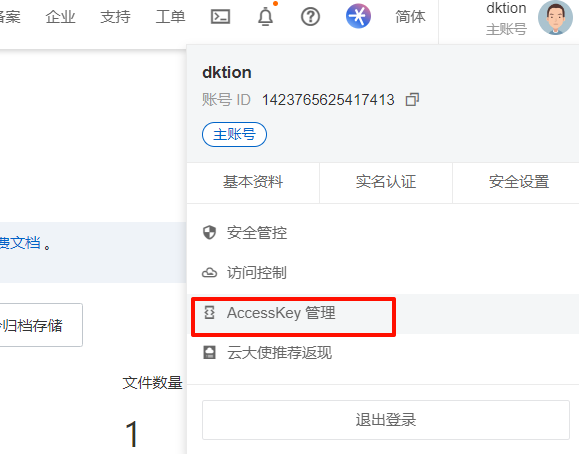 备案 企业 支持 工单 简体 dktion
主账号
dktion
账号 ID 1423765625417413
主账号
基本资料 实名认证 安全设置
安全管控
费文档 。
访问控制
AccessKey 管理
归档存储
云大使推荐返现
文件数量
1
退出登录